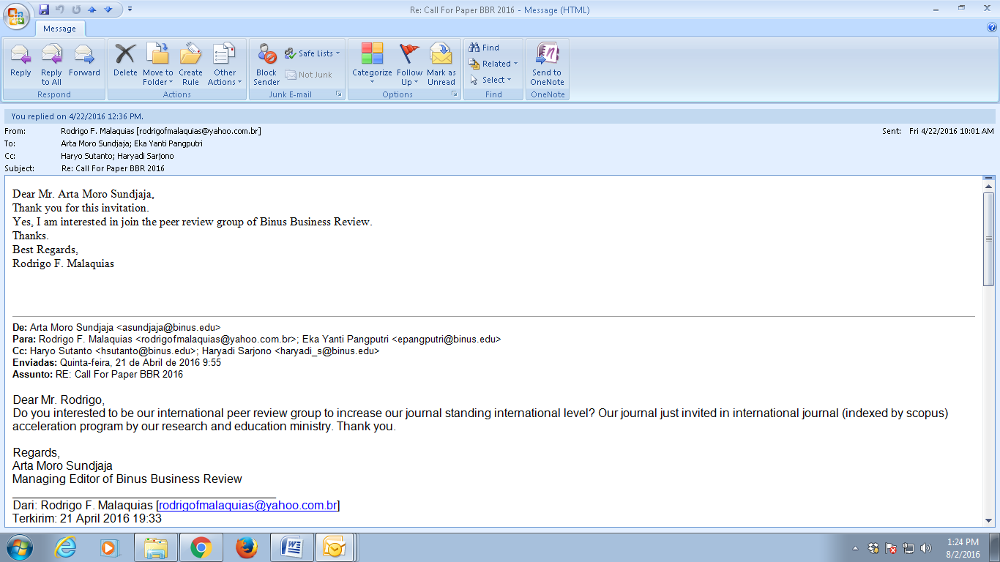 Re: Call For Paper BBR 2016 - Message (HTML)
Message
Reply
Reply to All
Forward
Respond
Delete
Move to Folder
Create Rule
Other Actions
Actions
Block Sender
Safe Lists
Not Junk
Junk E-mail
Categorize
Follow Up
Mark as Unread
Options
Find
Related
Select
Find
Send to OneNote
OneNote
You replied on 4/22/2016 12:36 PM.
From: Rodrigo F. Malaquias [rodrigofmalaquias@yahoo.com.br] Sent: Fri 4/22/2016 10:01 AM
To: Arta Moro Sundjaja; Eka Yanti Pangputri
Cc: Haryo Sutanto; Haryadi Sarjono
Subject: Re: Call For Paper BBR 2016
Dear Mr. Arta Moro Sundjaja,
Thank you for this invitation.
Yes, I am interested in join the peer review group of Binus Business Review.
Thanks.
Best Regards,
Rodrigo F. Malaquias
De: Arta Moro Sundjaja <asundjaja@binus.edu>
Para: Rodrigo F. Malaquias <rodrigofmalaquias@yahoo.com.br>; Eka Yanti Pangputri <epangputri@binus.edu>
Cc: Haryo Sutanto <hsutanto@binus.edu>; Haryadi Sarjono <haryadi_s@binus.edu>
Enviadas: Quinta-feira, 21 de Abril de 2016 9:55
Assunto: RE: Call For Paper BBR 2016
Dear Mr. Rodrigo,
Do you interested to be our international peer review group to increase our journal standing international level? Our journal just invited in international journal (indexed by scopus)
acceleration program by our research and education ministry. Thank you.
Regards,
Arta Moro Sundjaja
Managing Editor of Binus Business Review
Dari: Rodrigo F. Malaquias [rodrigofmalaquias@yahoo.com.br]
Terkirim: 21 April 2016 19:33
1:24 PM
8/2/2016